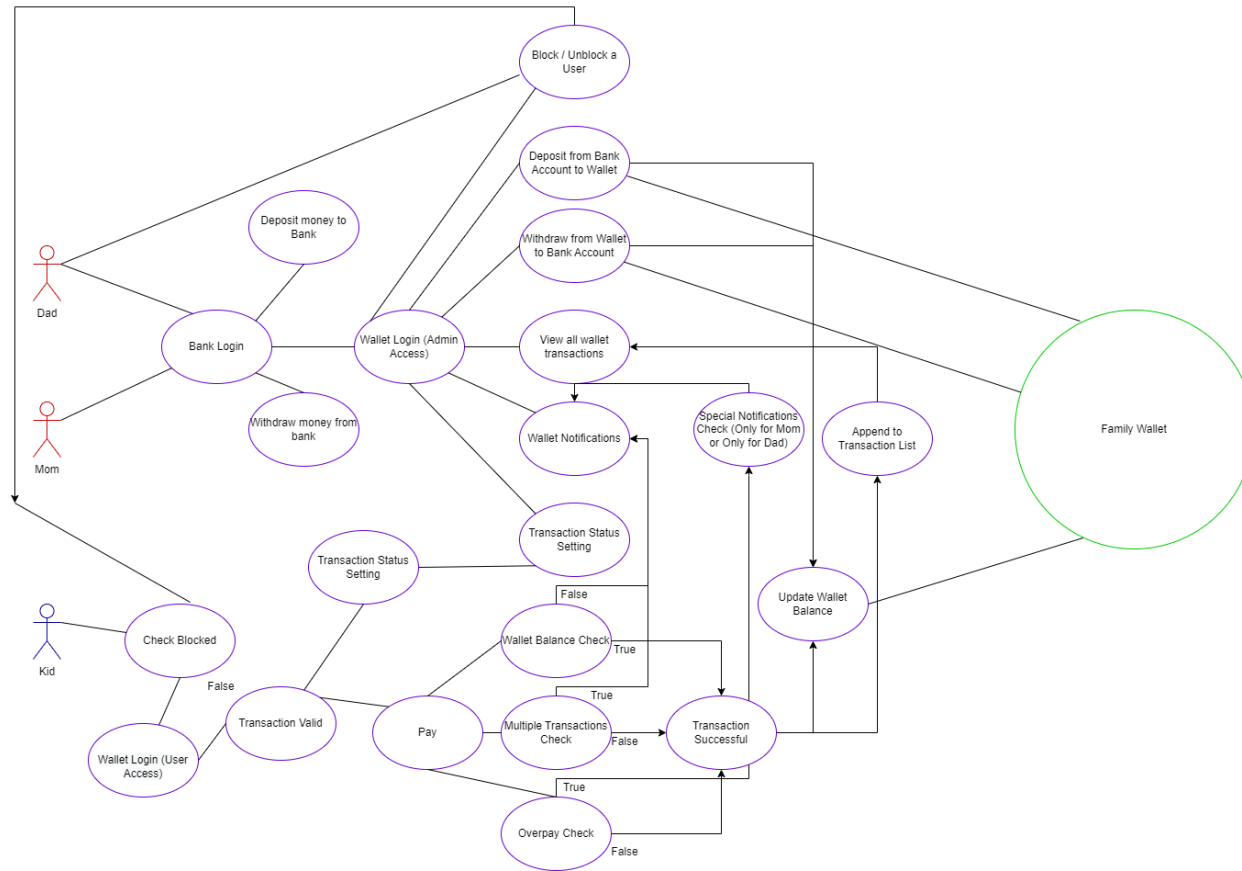 Block / Unblock a
User
Deposit from Bank
Account to Wallet
Deposit money to
Bank
Withdraw from Wallet
to Bank Account
Dad
Bank Login
Wallet Login (Admin
Access)
View all wallet
transactions
Withdraw money from
bank
Wallet Notifications
Special Notifications
Check (Only for Mom
or Only for Dad)
Append to
Transaction List
Family Wallet
Mom
Transaction Status
Setting
Transaction Status
Setting
Update Wallet
Balance
False
Check Blocked
Wallet Balance Check
True
Kid
False
True
Transaction Valid
Pay
Multiple Transactions
Check
False
Transaction
Successful
Wallet Login (User
Access)
True
Overpay Check
False